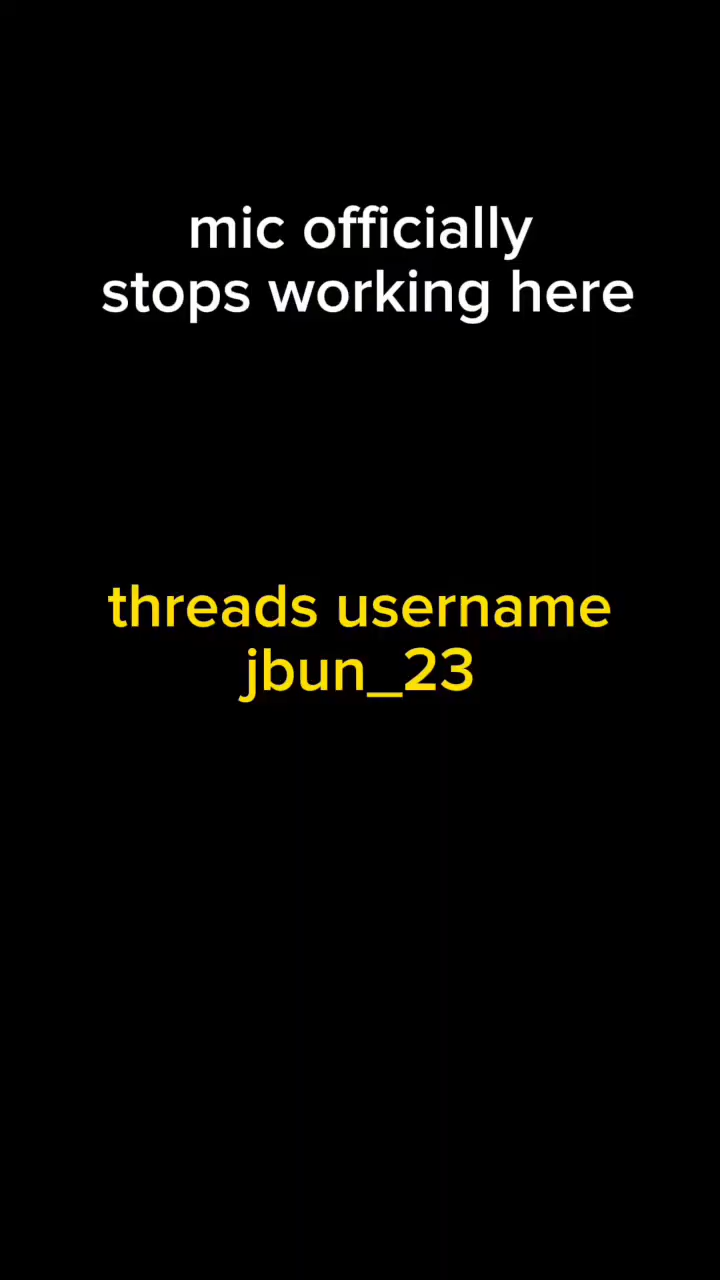 mic officially
stops working here
threads username
jbun_23